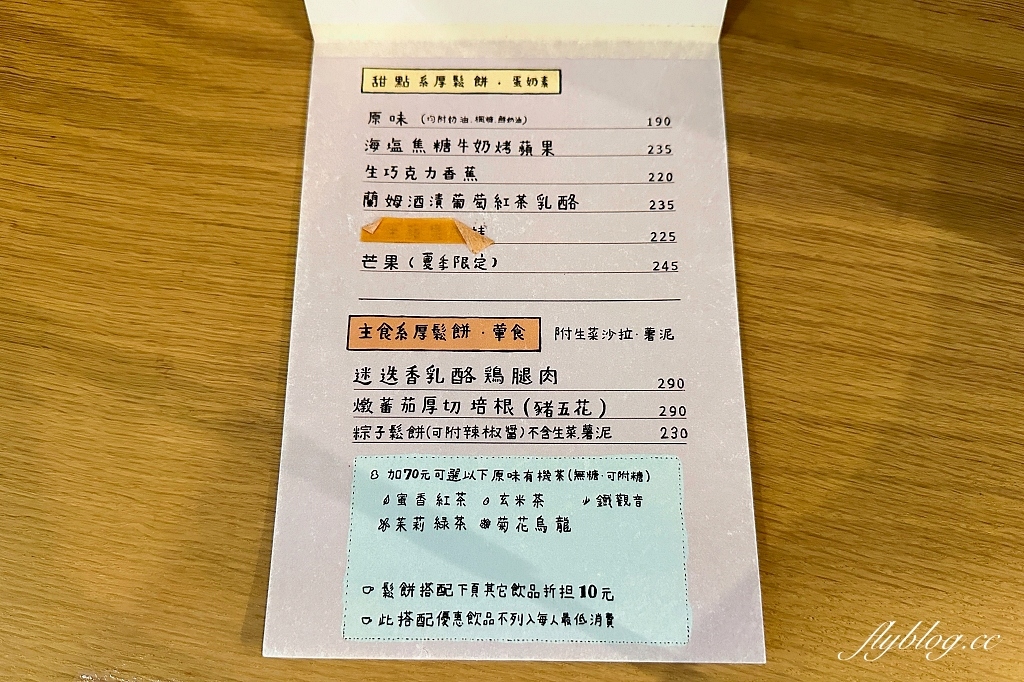 甜點系厚鬆餅·蛋奶素
原味(均附奶油.楓糖.鮮奶油) 190
海塩焦糖牛奶烤蘋果 235
生巧克力香蕉 220
蘭姆酒漬葡萄紅茶乳酪 235
225
芒果(夏季限定) 245
主食系厚鬆餅·葷食 附生菜沙拉·薯泥
迷迭香乳酪鶏腿肉 290
燉蕃茄厚切培根(豬五花) 290
粽子鬆餅(可附辣椒醬)不含生菜.薯泥 230
加70元可選以下原味有機茶(無糖·可附糖)
蜜香紅茶 玄米茶 鐵觀音
茉莉綠茶 菊花烏龍
鬆餅搭配下頁其它飲品折担10元
此搭配優惠飲品不列入每人最低消費
flyblog.cc